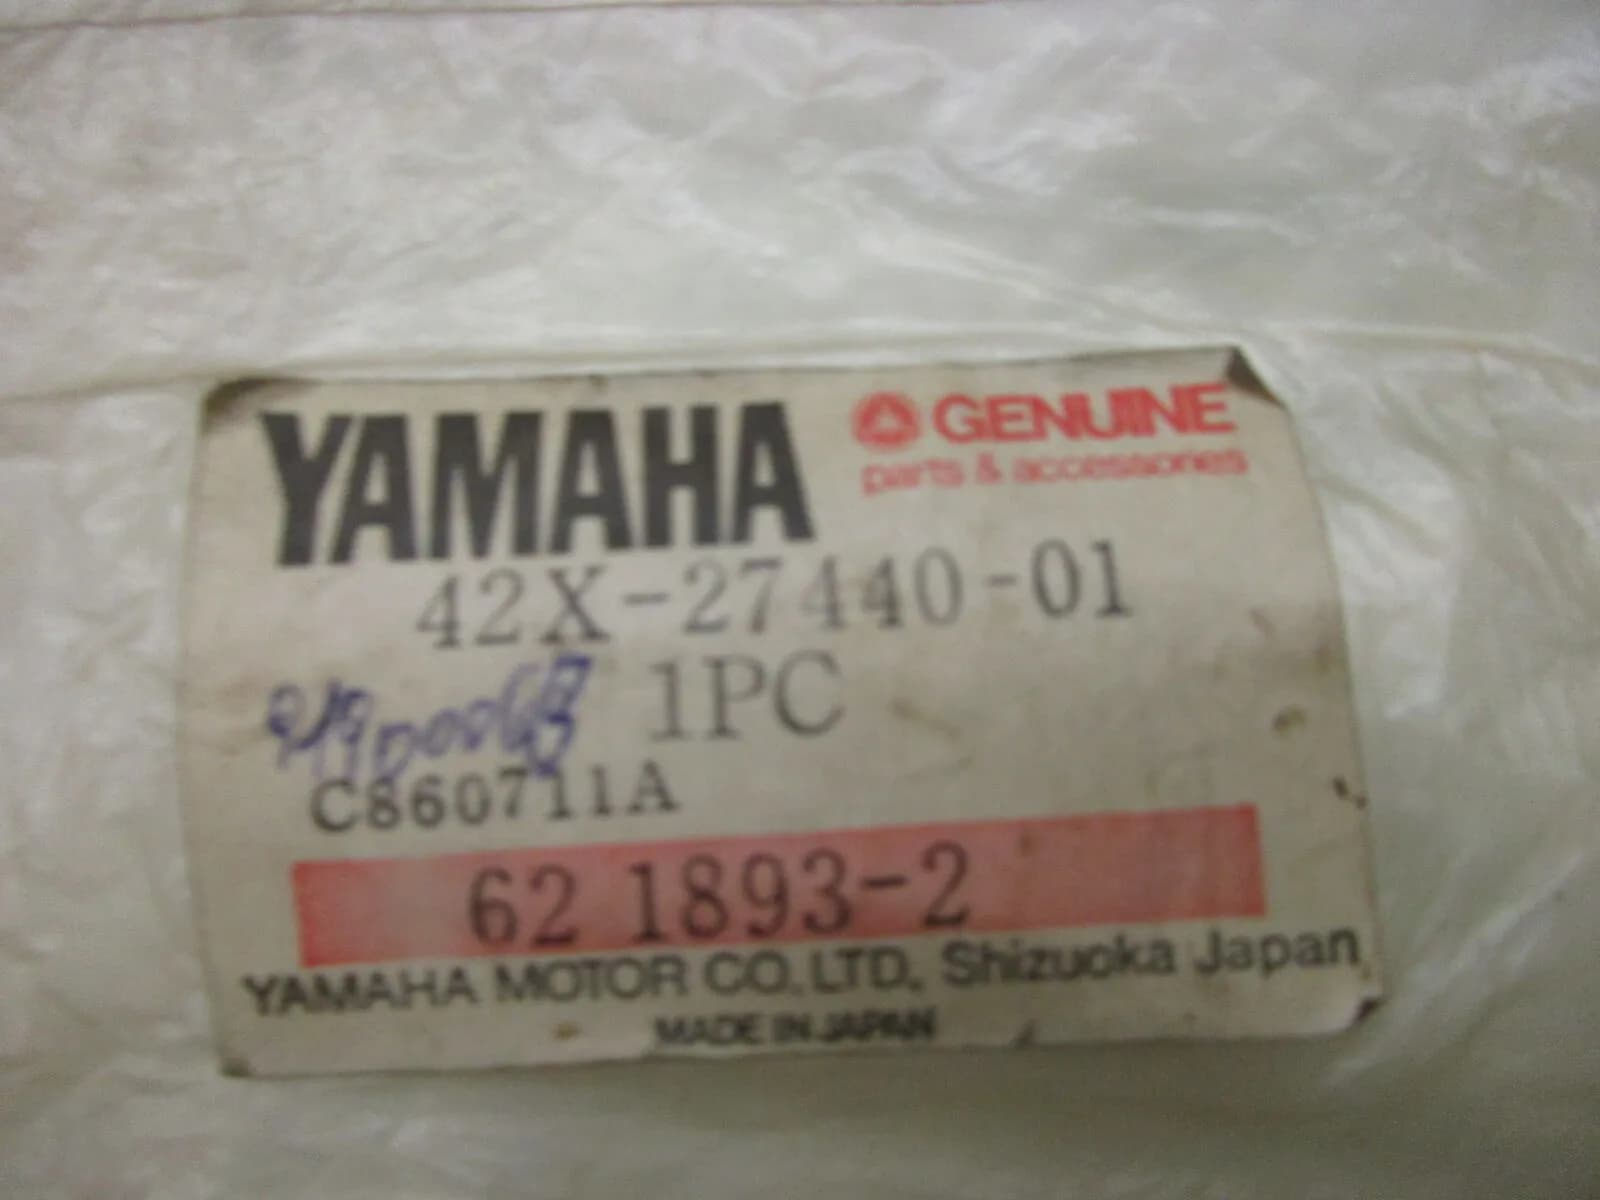 YAMAHA
GENUINE
parts & accessories
42X-27440-01
1PC
C860711A
62 1893-2
YAMAHA MOTOR CO., LTD. Shizuoka Japan
MADE IN JAPAN